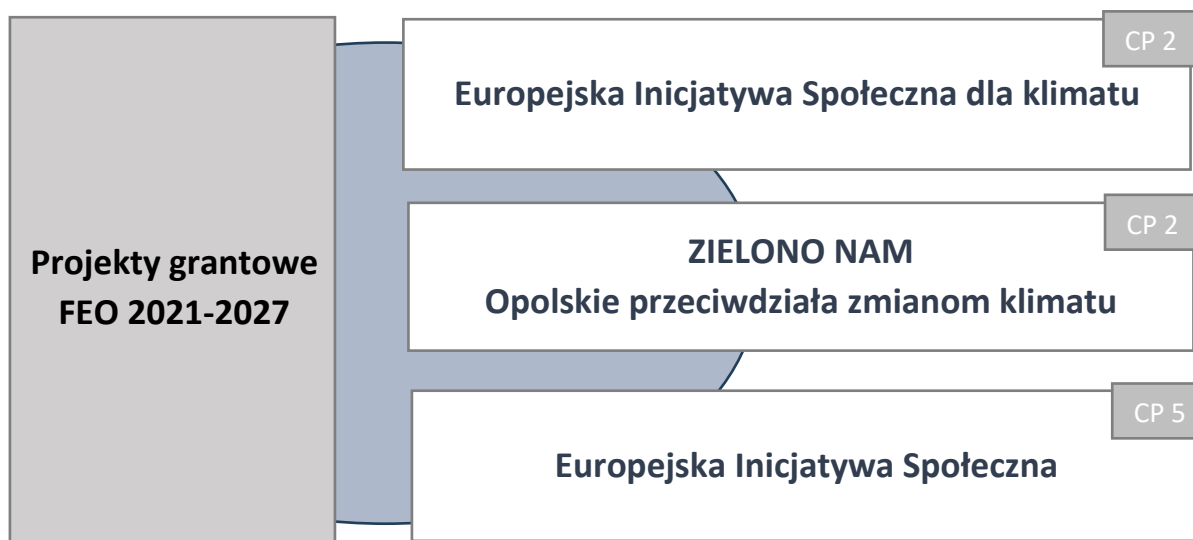 Projekty grantowe
FEO 2021-2027
CP 2
Europejska Inicjatywa Społeczna dla klimatu
CP 2
ZIELONO NAM
Opolskie przeciwdziała zmianom klimatu
CP 5
Europejska Inicjatywa Społeczna